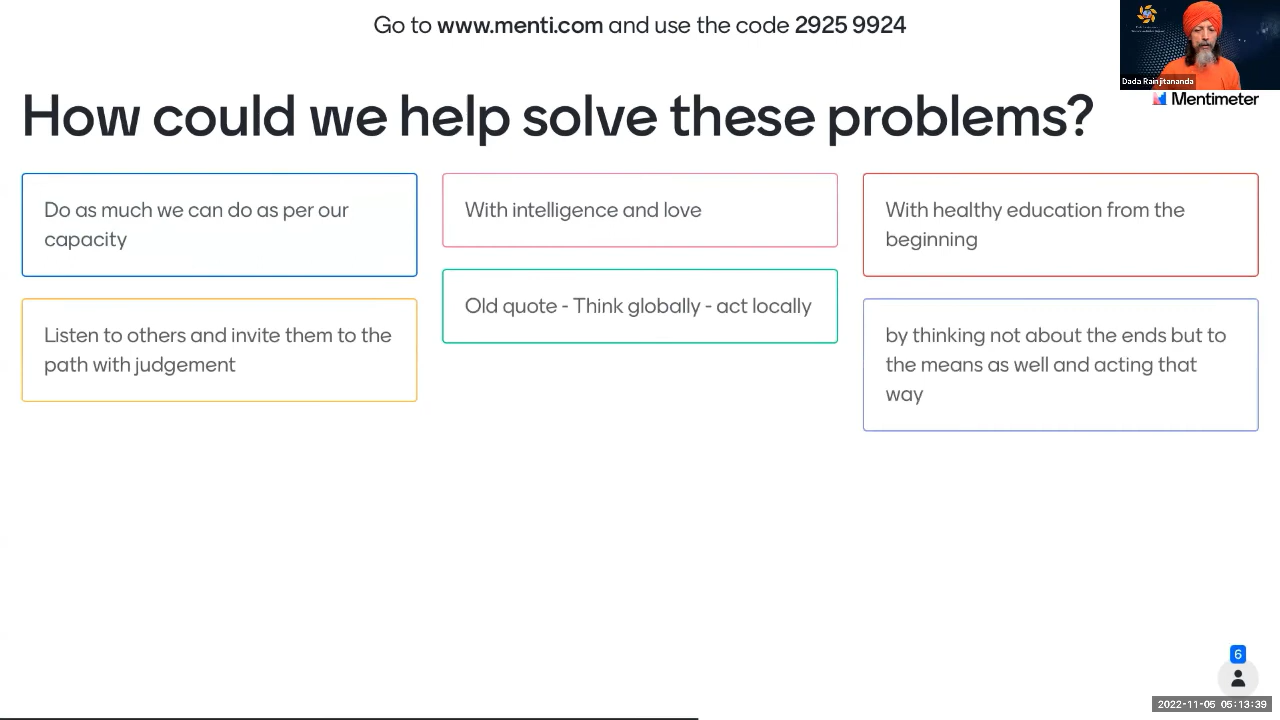 Go to www.menti.com and use the code 2925 9924
Dada Rainjitananda
Mentimeter
How could we help solve these problems?
Do as much we can do as per our
capacity
With intelligence and love
With healthy education from the
beginning
Old quote - Think globally - act locally
Listen to others and invite them to the
path with judgement
by thinking not about the ends but to
the means as well and acting that
way
6
2022-11-05 05:13:39